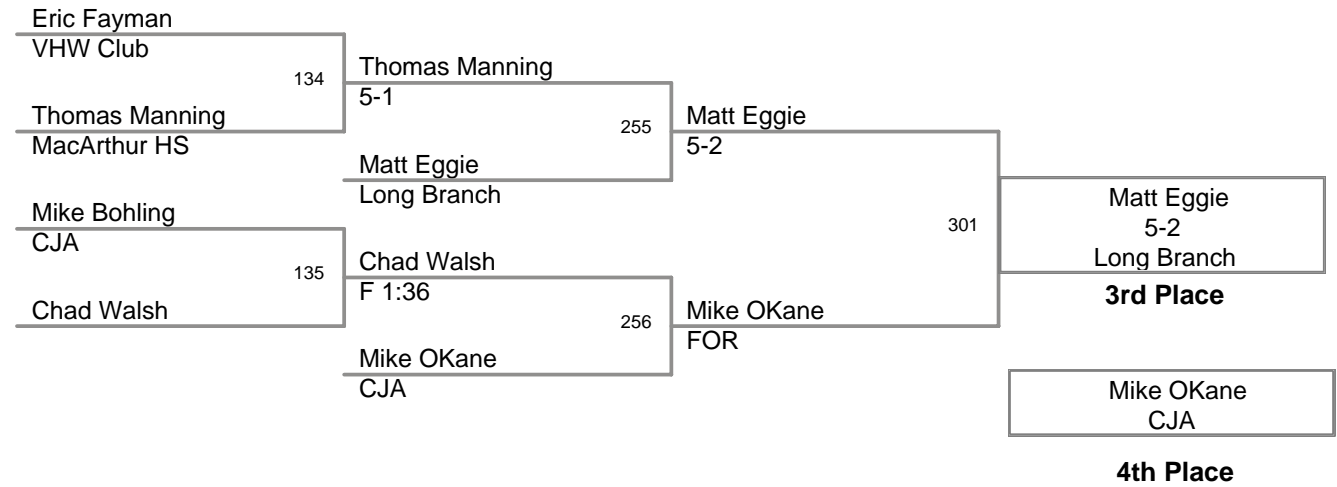 Eric Fayman
VHW Club
134
Thomas Manning
MacArthur HS
Mike Bohling
CJA
135
Chad Walsh
Thomas Manning
5-1
255
Matt Eggie
Long Branch
Chad Walsh
F 1:36
256
Mike OKane
CJA
Matt Eggie
5-2
301
Mike OKane
FOR
Matt Eggie
5-2
Long Branch
3rd Place
Mike OKane
CJA
4th Place